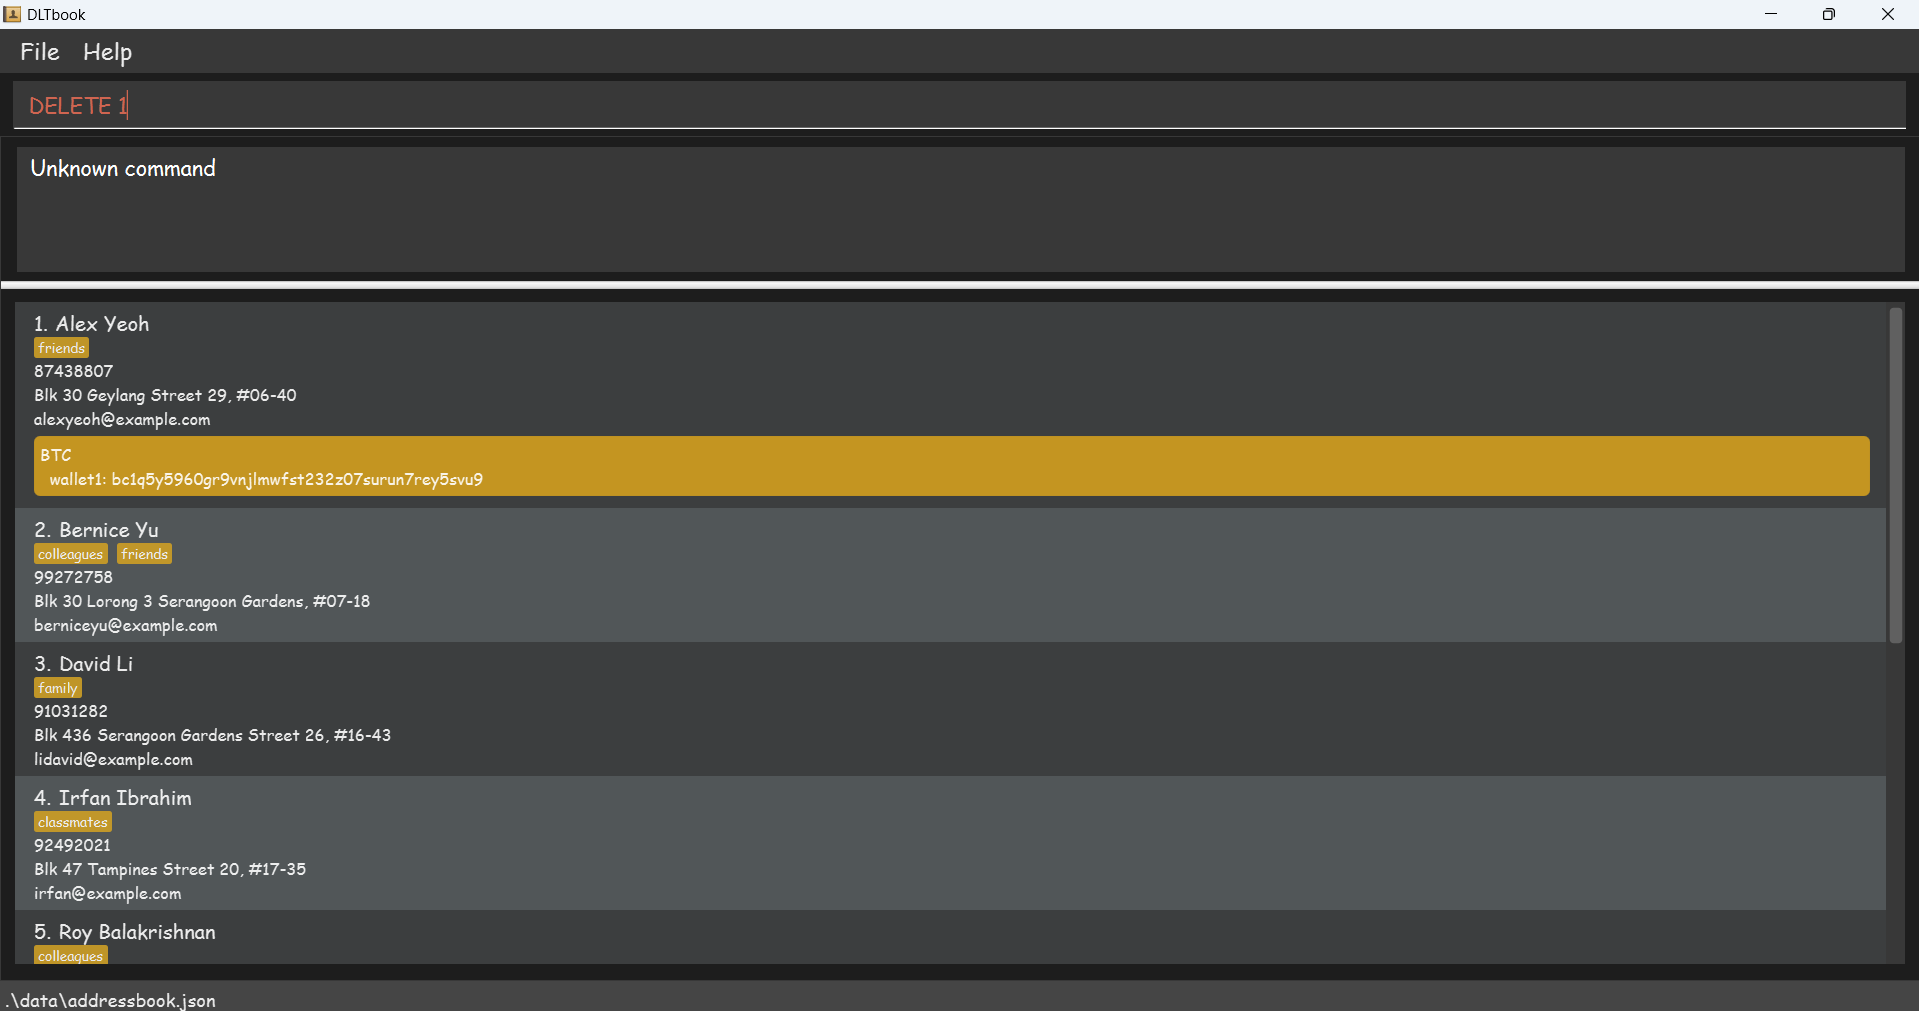 DLTbook
File Help
DELETE 1
Unknown command
1. Alex Yeoh
friends
87438807
Blk 30 Geylang Street 29, #06-40
alexyeoh@example.com
BTC
wallet1: bc1q5y5960gr9vnjlmwfst232z07surun7rey5svu9
2. Bernice Yu
colleagues friends
99272758
Blk 30 Lorong 3 Serangoon Gardens, #07-18
berniceyu@example.com
3. David Li
family
91031282
Blk 436 Serangoon Gardens Street 26, #16-43
lidavid@example.com
4. Irfan Ibrahim
classmates
92492021
Blk 47 Tampines Street 20, #17-35
irfan@example.com
5. Roy Balakrishnan
colleagues
.\data\addressbook.json